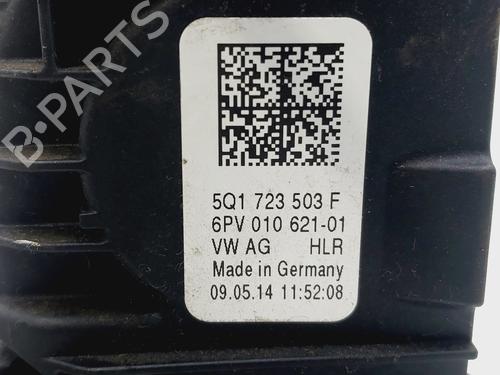 B-PARTS
5Q1 723 503 F
6PV 010 621-01
VW AG HLR
Made in Germany
09.05.14 11:52:08